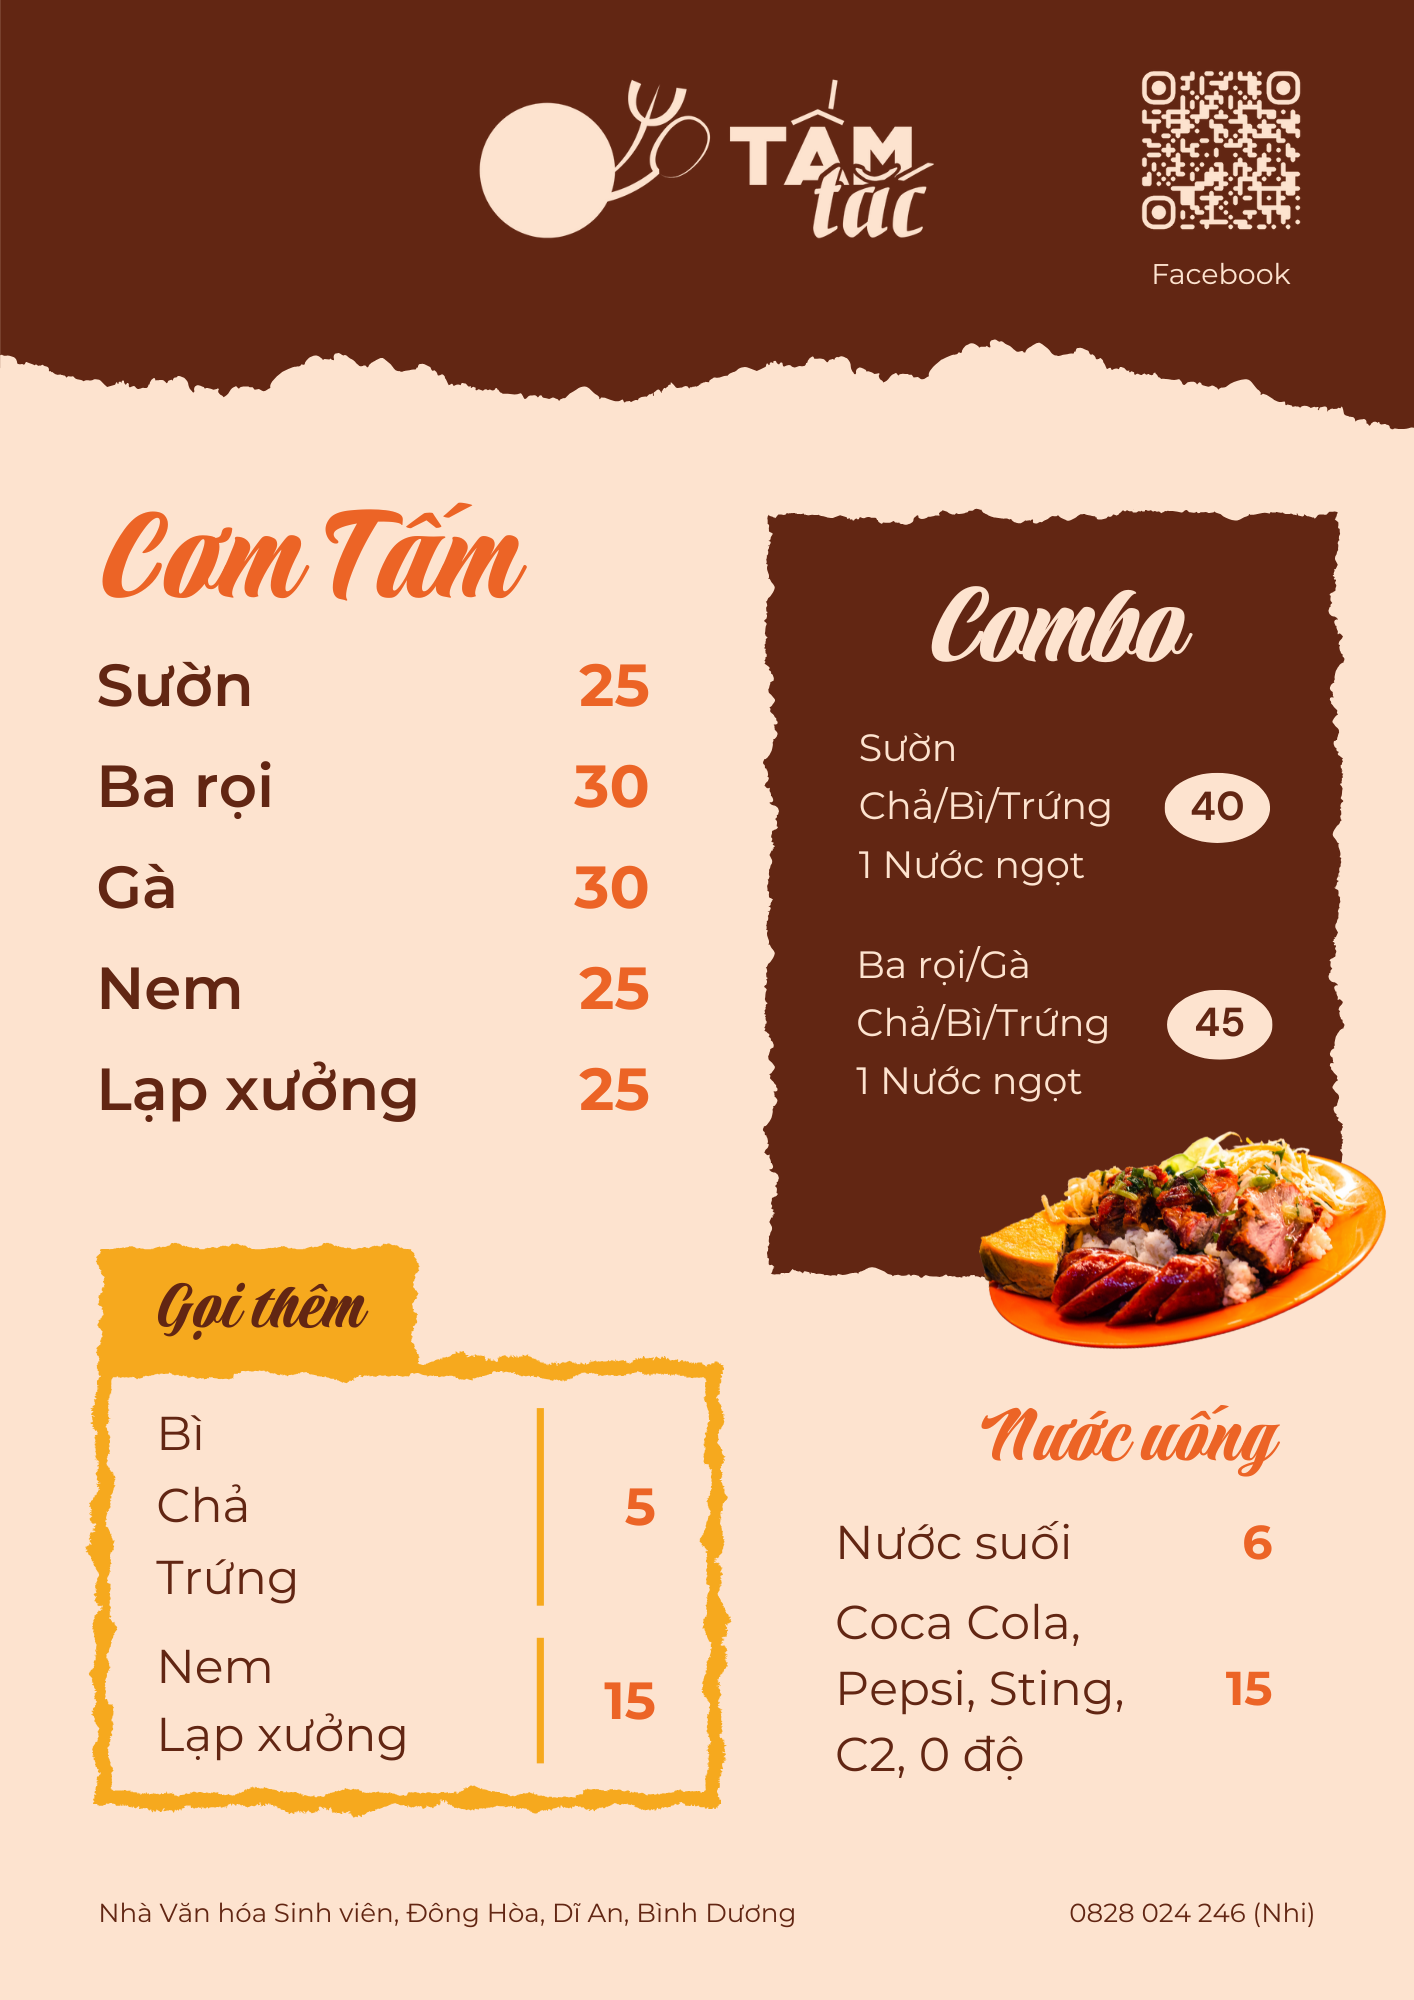 TẤM
tắc
Facebook
Cơm Tấm
Sườn 25
Ba rọi 30
Gà 30
Nem 25
Lạp xưởng 25
Combo
Sườn
Chả/Bì/Trứng 40
1 Nước ngọt
Ba rọi/Gà
Chả/Bì/Trứng 45
1 Nước ngọt
Gọi thêm
Bì
Chả 5
Trứng
Nem
15
Lạp xưởng
Nước uống
Nước suối 6
Coca Cola,
Pepsi, Sting, 15
C2, 0 độ
Nhà Văn hóa Sinh viên, Đông Hòa, Dĩ An, Bình Dương
0828 024 246 (Nhi)